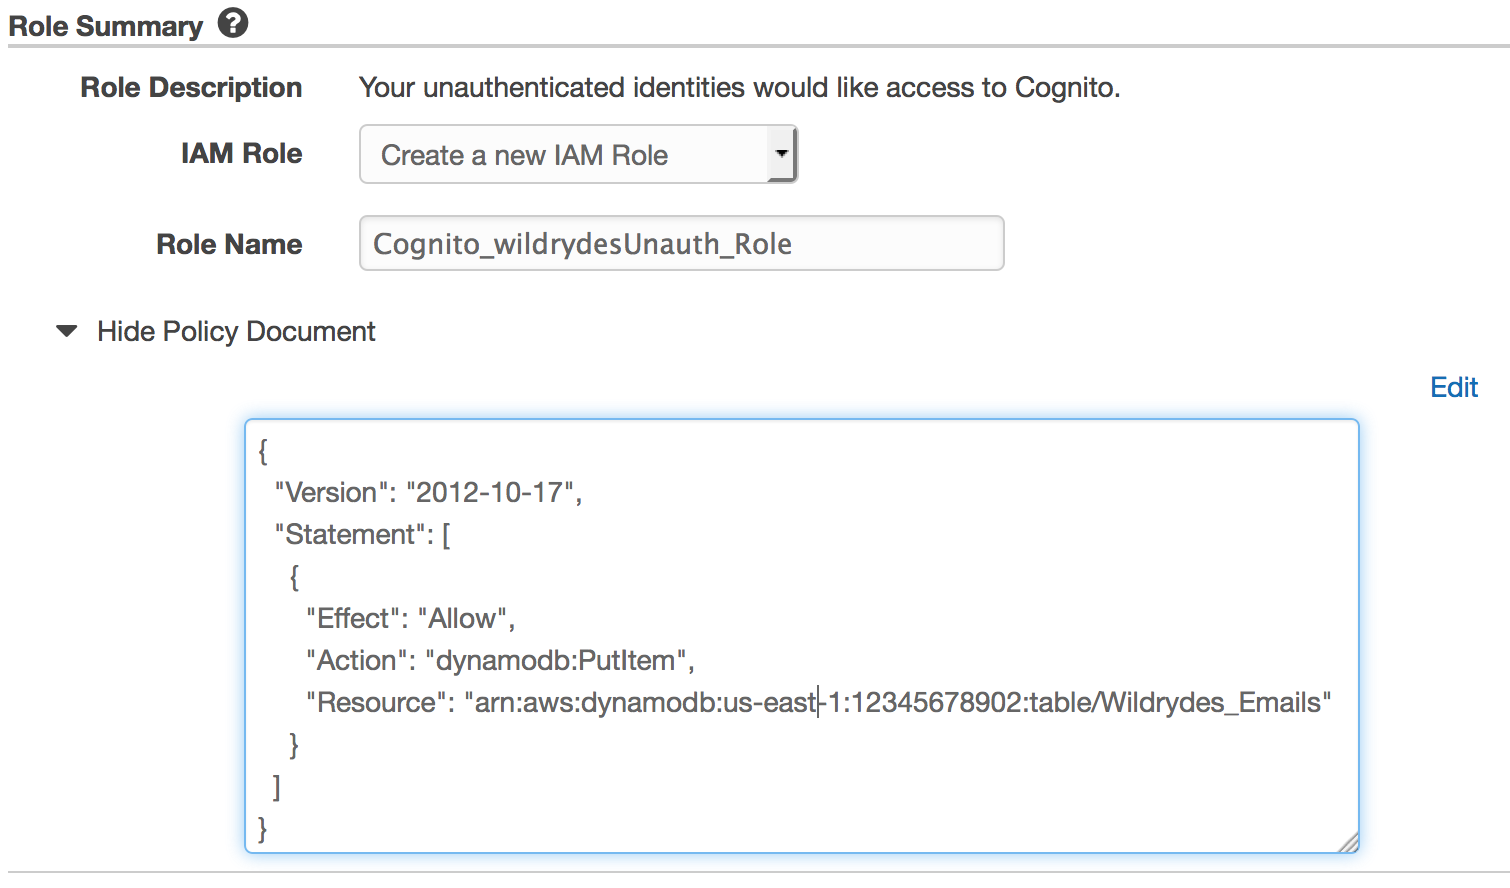 Role Summary ?
Role Description Your unauthenticated identities would like access to Cognito.
IAM Role Create a new IAM Role
Role Name Cognito_wildrydesUnauth_Role
Hide Policy Document
Edit
{
"Version": "2012-10-17",
"Statement": [
{
"Effect": "Allow",
"Action": "dynamodb:PutItem",
"Resource": "arn:aws:dynamodb:us-east-1:12345678902:table/Wildrydes_Emails"
}
]
}